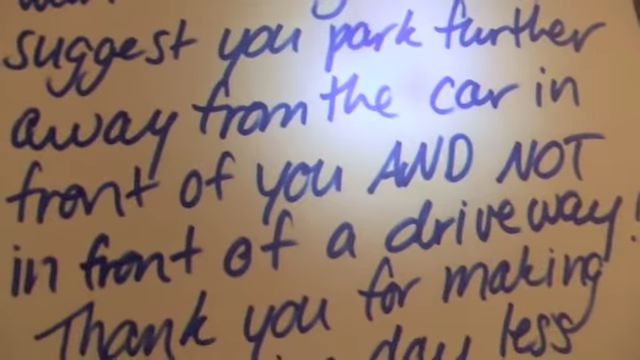 suggest you park further
away from the car in
front of you AND NOT
in front of a driveway!
Thank you for making
day less